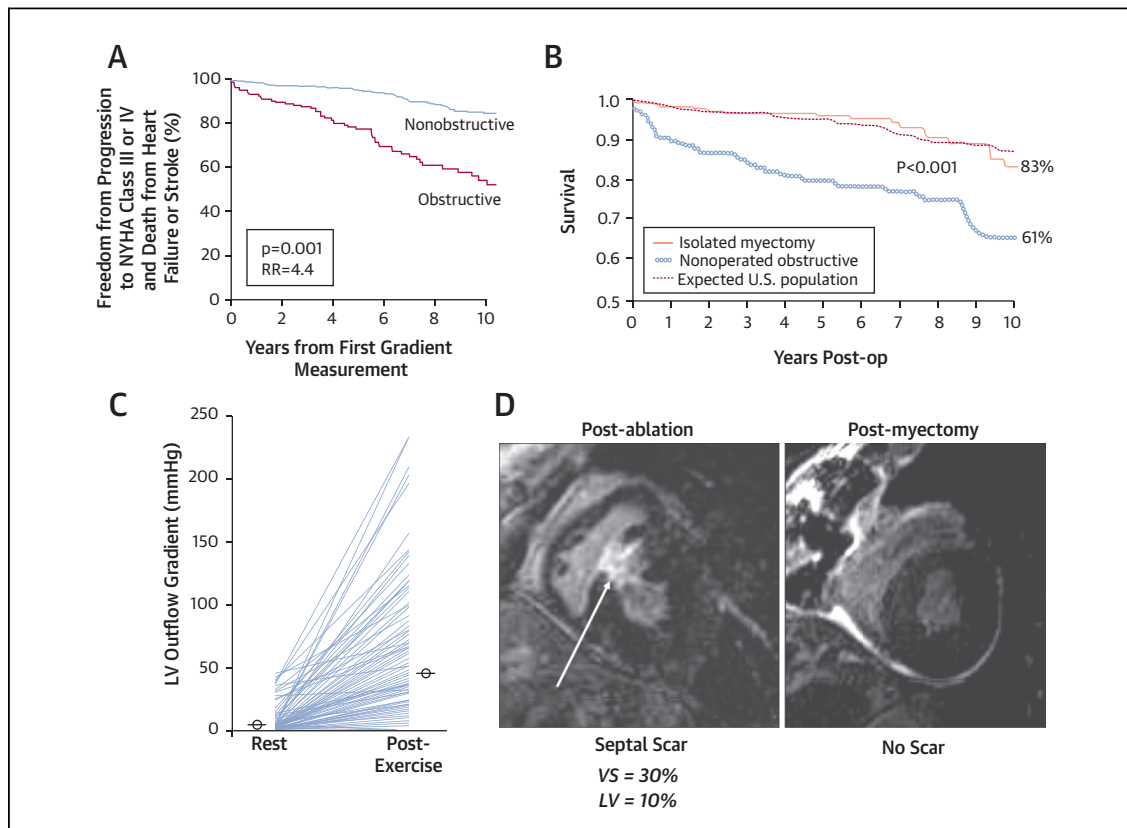 A
Freedom from Progression
to NYHA Class III or IV
and Death from Heart
Failure or Stroke (%)
100
80
60
40
20
0
Nonobstructive
Obstructive
p=0.001
RR=4.4
0 2 4 6 8 10
Years from First Gradient
Measurement
B
Survival
1.0
0.9
0.8
0.7
0.6
0.5
P<0.001
83%
61%
Isolated myectomy
Nonoperated obstructive
Expected U.S. population
0 1 2 3 4 5 6 7 8 9 10
Years Post-op
C
LV Outflow Gradient (mmHg)
250
200
150
100
50
0
Rest
Post-
Exercise
D
Post-ablation
Post-myectomy
Septal Scar
No Scar
VS = 30%
LV = 10%